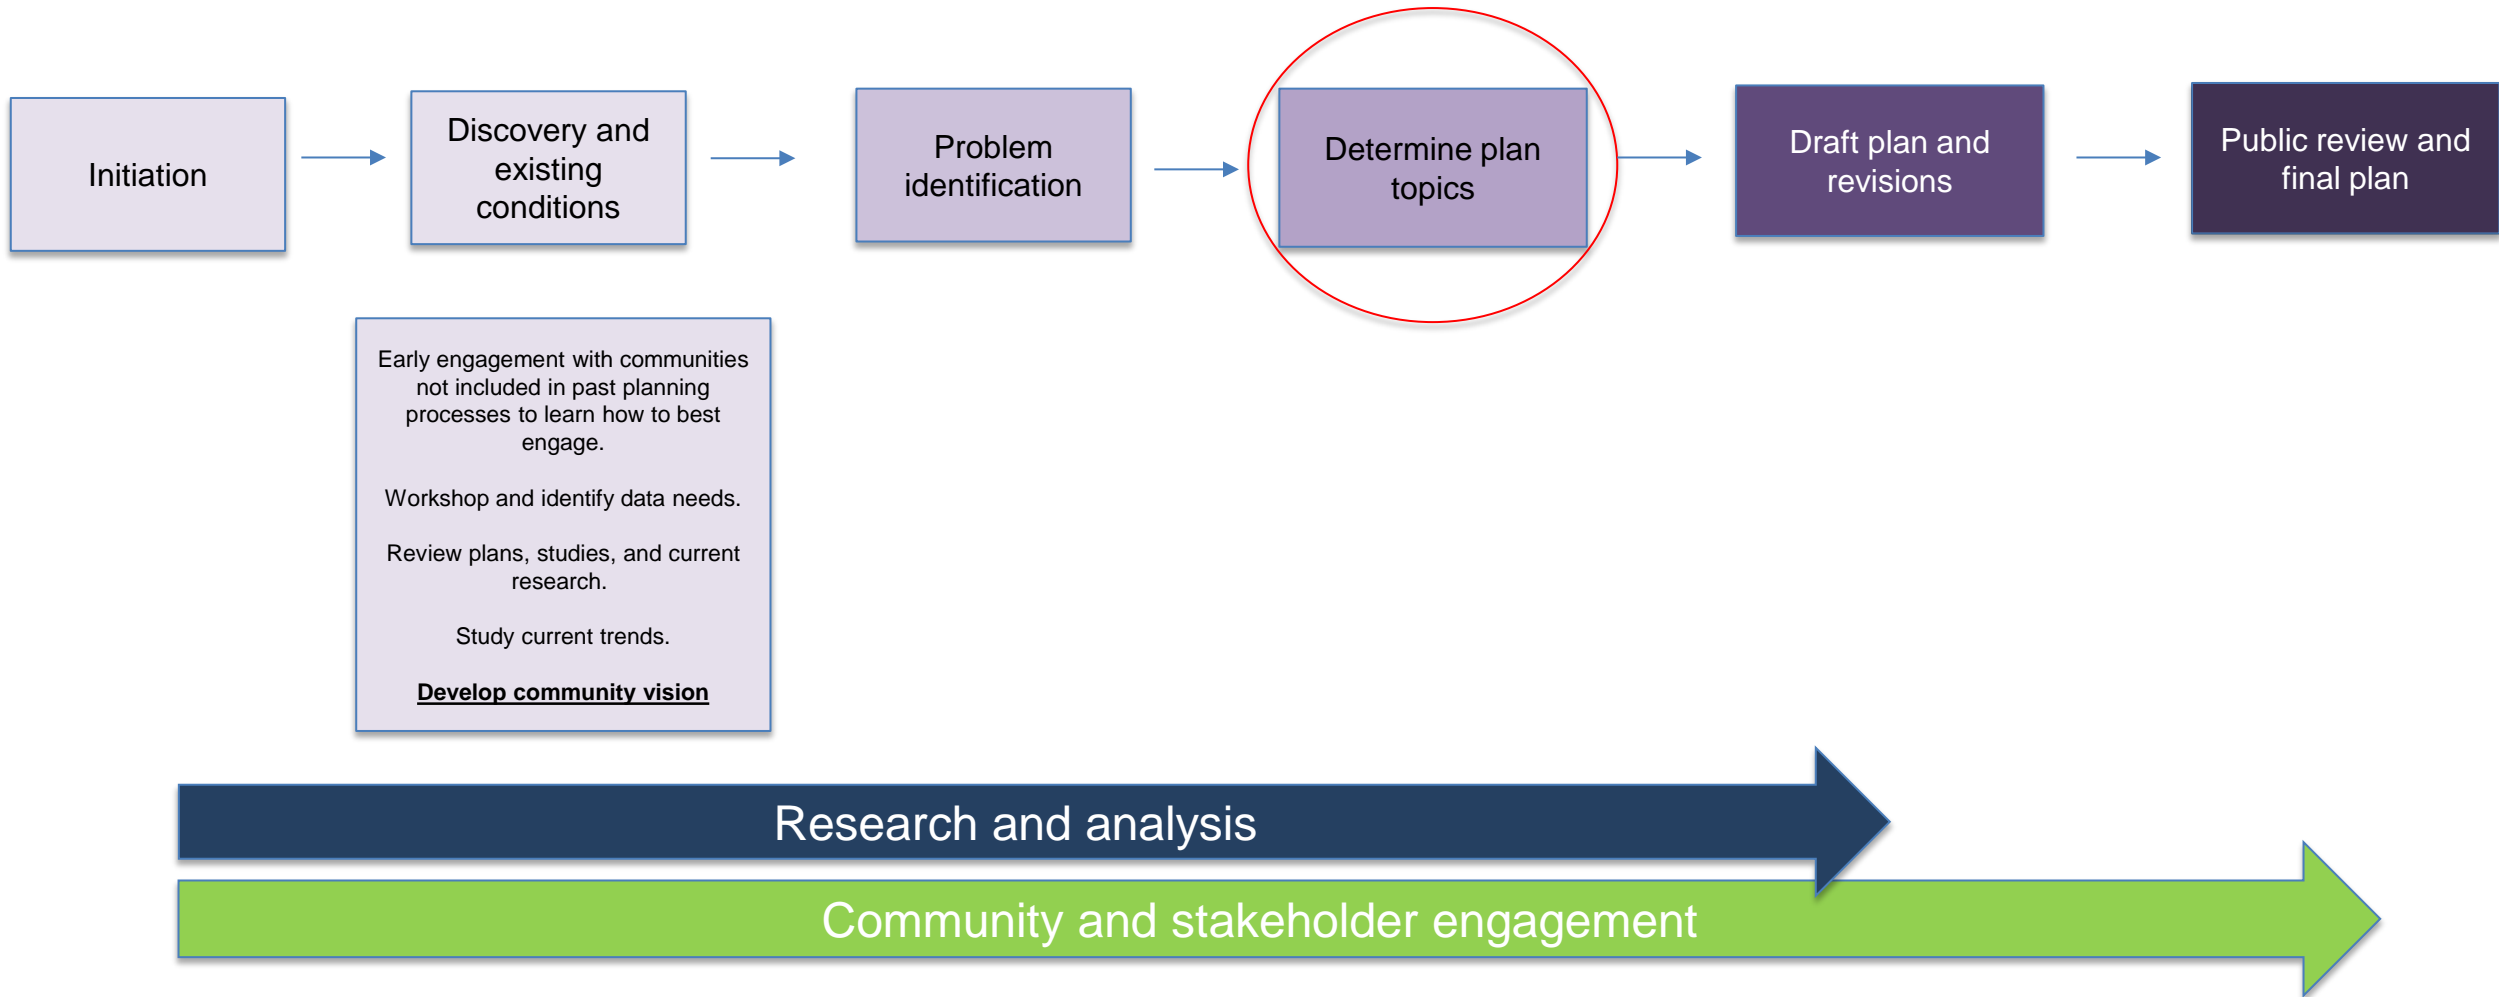 Initiation
Discovery and
existing
conditions
Problem
identification
Determine plan
topics
Draft plan and
revisions
Public review and
final plan
Early engagement with communities
not included in past planning
processes to learn how to best
engage.
Workshop and identify data needs.
Review plans, studies, and current
research.
Study current trends.
Develop community vision
Research and analysis
Community and stakeholder engagement